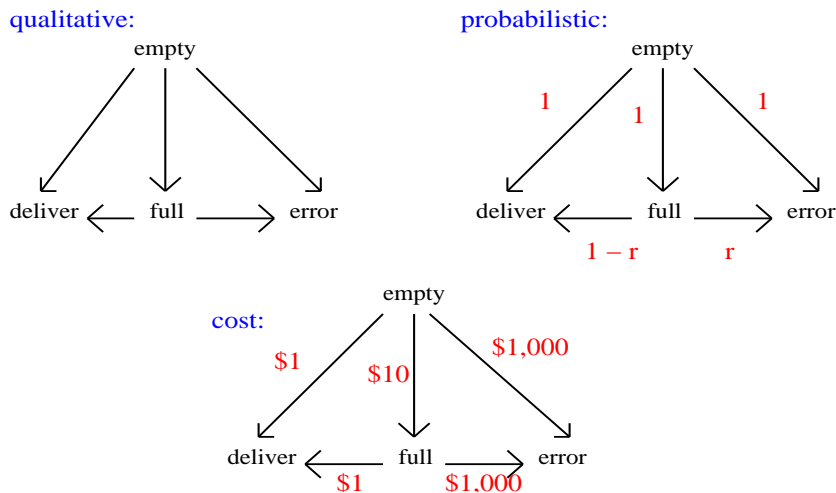 qualitative:
empty
deliver
full
error
probabilistic:
empty
1
1
1
deliver
full
error
1 – r
r
cost:
empty
$1
$10
$1,000
deliver
full
error
$1
$1,000